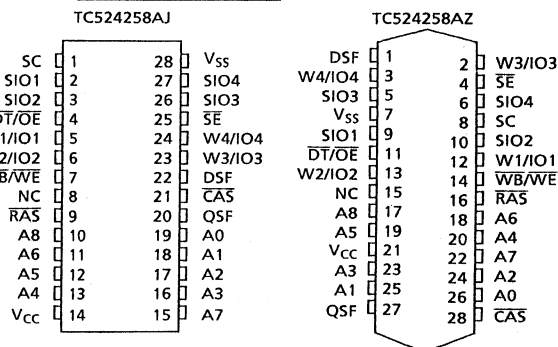 TC524258AJ
SC 1 28 VSS
SIO1 2 27 SIO4
SIO2 3 26 SIO3
DT/OE 4 25 SE
1/IO1 5 24 W4/IO4
2/IO2 6 23 W3/IO3
B/WE 7 22 DSF
NC 8 21 CAS
RAS 9 20 QSF
A8 10 19 A0
A6 11 18 A1
A5 12 17 A2
A4 13 16 A3
VCC 14 15 A7
TC524258AZ
DSF 1
2 W3/IO3
W4/IO4 3
4 SE
SIO3 5
6 SIO4
VSS 7
8 SC
SIO1 9
10 SIO2
DT/OE 11
12 W1/IO1
W2/IO2 13
14 WB/WE
NC 15
16 RAS
A8 17
18 A6
A5 19
20 A4
VCC 21
22 A7
A3 23
24 A2
A1 25
26 A0
QSF 27
28 CAS